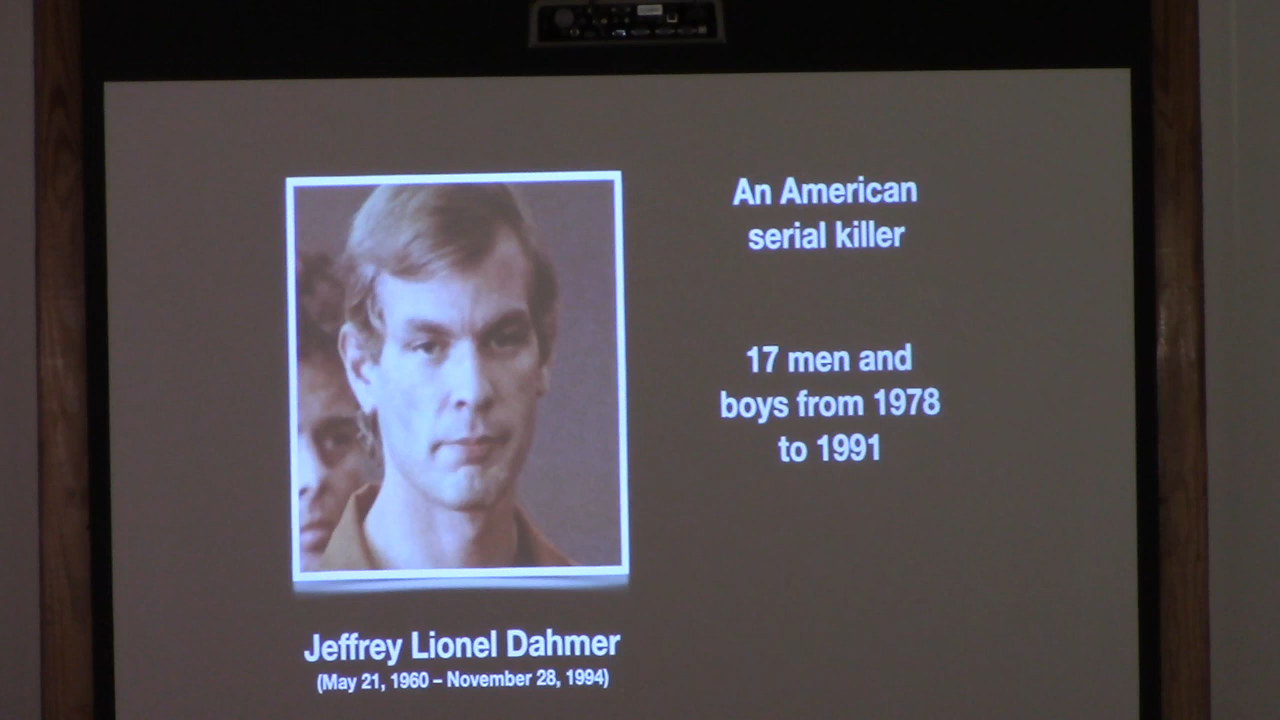 An American
serial killer
17 men and
boys from 1978
to 1991
Jeffrey Lionel Dahmer
(May 21, 1960 – November 28, 1994)